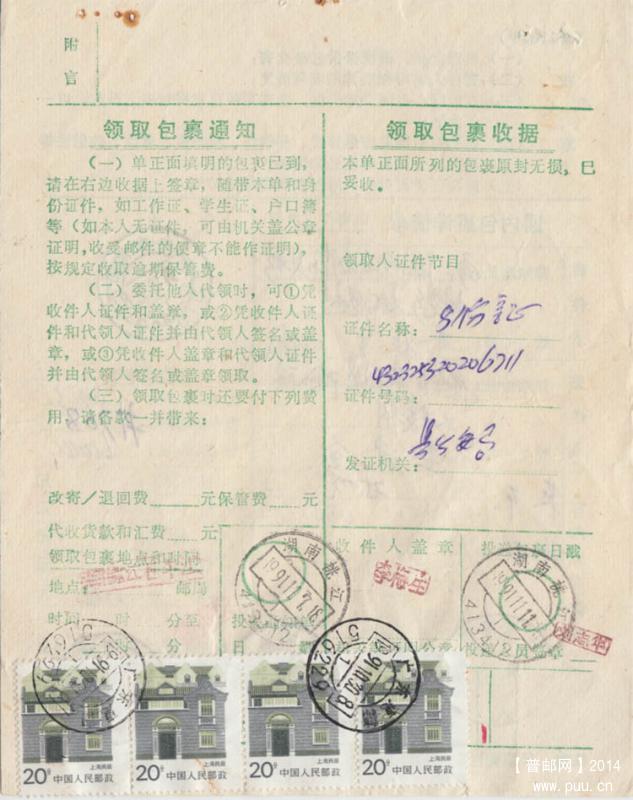 附
言
领取包裹通知
(一)单正面填明的包裹已到,
请在右边收据上签章,随带本单和身
份证件,如工作证、学生证、户口簿
等(如本人无证件,可由机关盖公章
证明,收受邮件的便章不能作证明),
按规定收取逾期保管费。
(二)委托他人代领时,可①凭
收件人证件和盖章,或②凭收件人证
件和代领人证件并由代领人签名或盖
章,或③凭收件人盖章和代领人证件
并由代领人签名或盖章领取。
(三)领取包裹时还要付下列费
用,请备款一并带来:
改寄/退回费 元保管费 元
代收货款和汇费 元
领取包裹地点和时间
地点: 邮局
时间 时 分至
时 分
领取包裹收据
本单正面所列的包裹原封无损,已
妥收。
领取人证件节目
证件名称:身份证
432325320206711
证件号码:
发证机关:
收件人盖章
湖南桃江
湖南桃江
广东
516229
20分 中国人民邮政 上海民居
20分 中国人民邮政 上海民居
20分 中国人民邮政 上海民居
20分 中国人民邮政 上海民居
【普邮网】2014
www.puu.cn